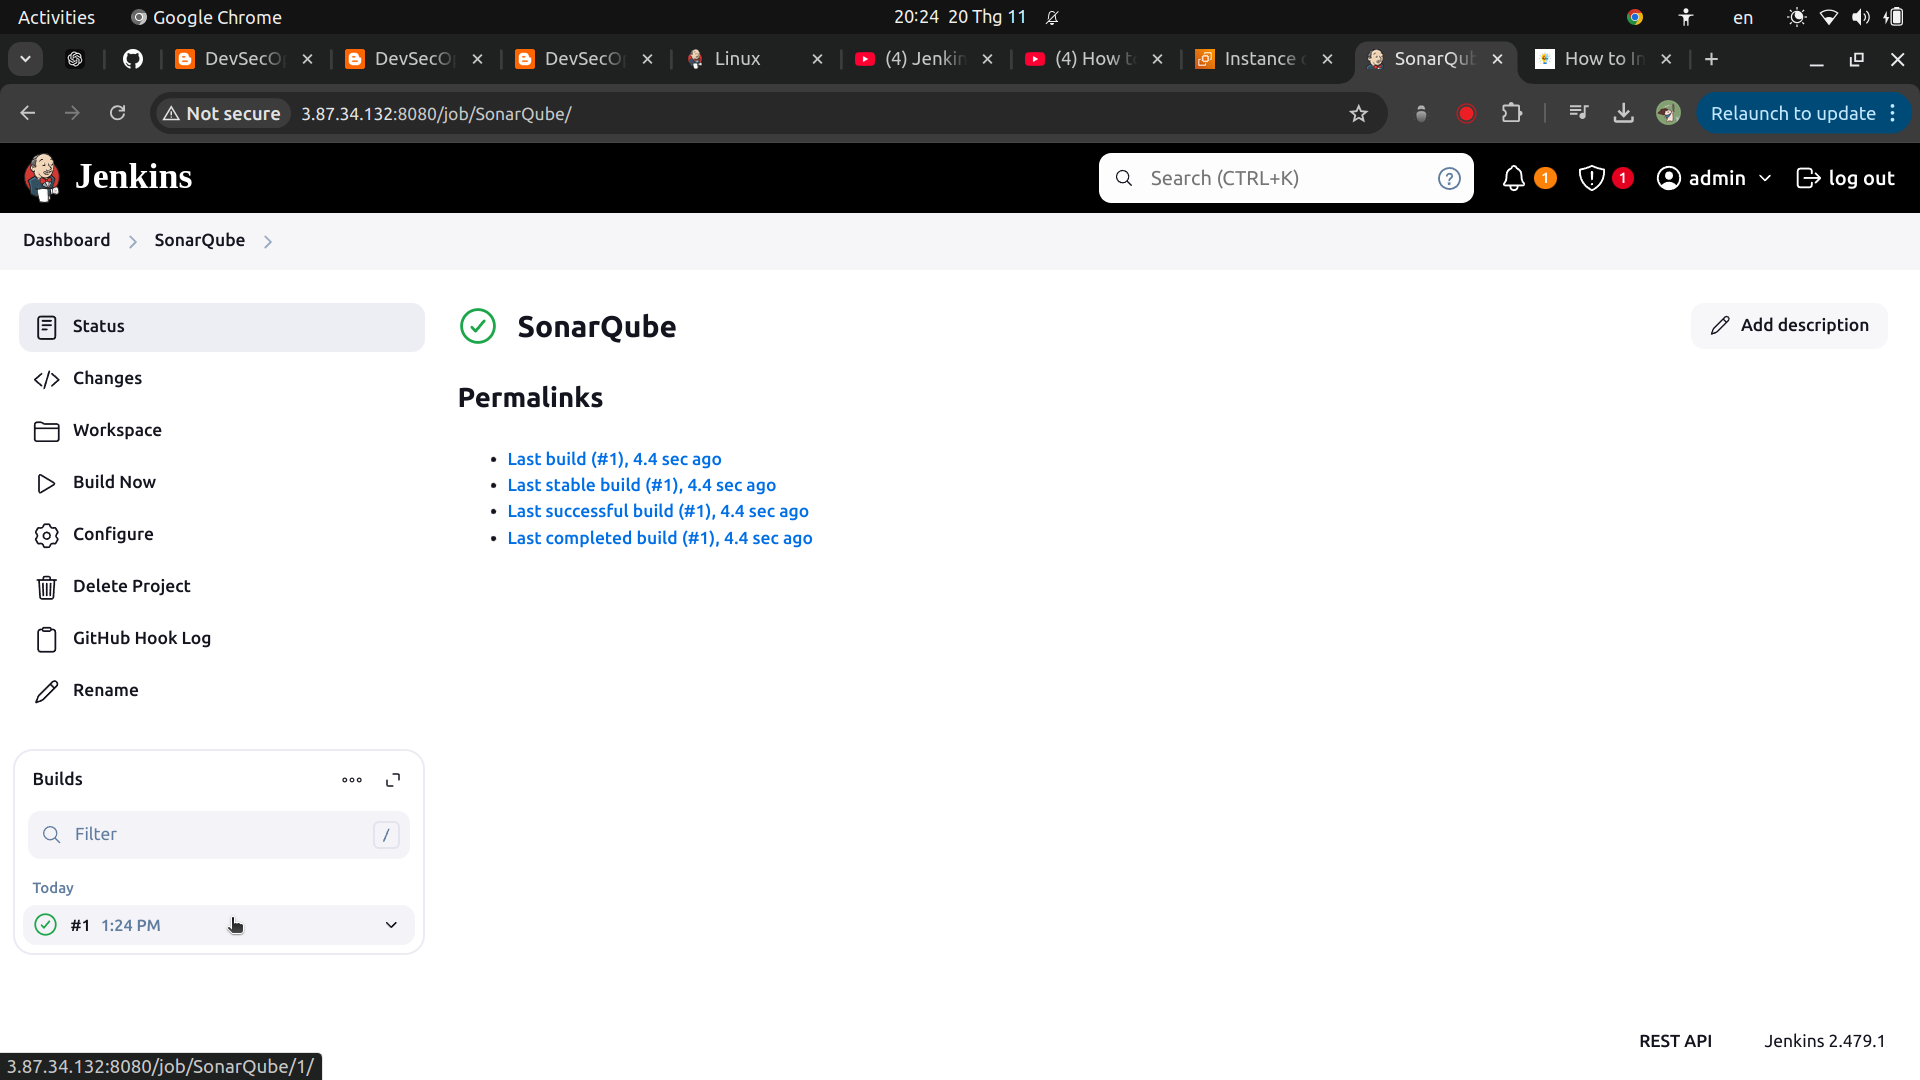 Activities
Google Chrome
20:24 20 Thg 11
en
DevSecO
DevSecO
DevSecO
Linux
(4) Jenkin
(4) How t
Instance
SonarQu
How to In
Not secure
3.87.34.132:8080/job/SonarQube/
Relaunch to update
Jenkins
Search (CTRL+K)
?
1
1
admin
log out
Dashboard
SonarQube
Status
Changes
Workspace
Build Now
Configure
Delete Project
GitHub Hook Log
Rename
SonarQube
Add description
Permalinks
Last build (#1), 4.4 sec ago
Last stable build (#1), 4.4 sec ago
Last successful build (#1), 4.4 sec ago
Last completed build (#1), 4.4 sec ago
Builds
Filter
/
Today
#1 1:24 PM
REST API
Jenkins 2.479.1
3.87.34.132:8080/job/SonarQube/1/